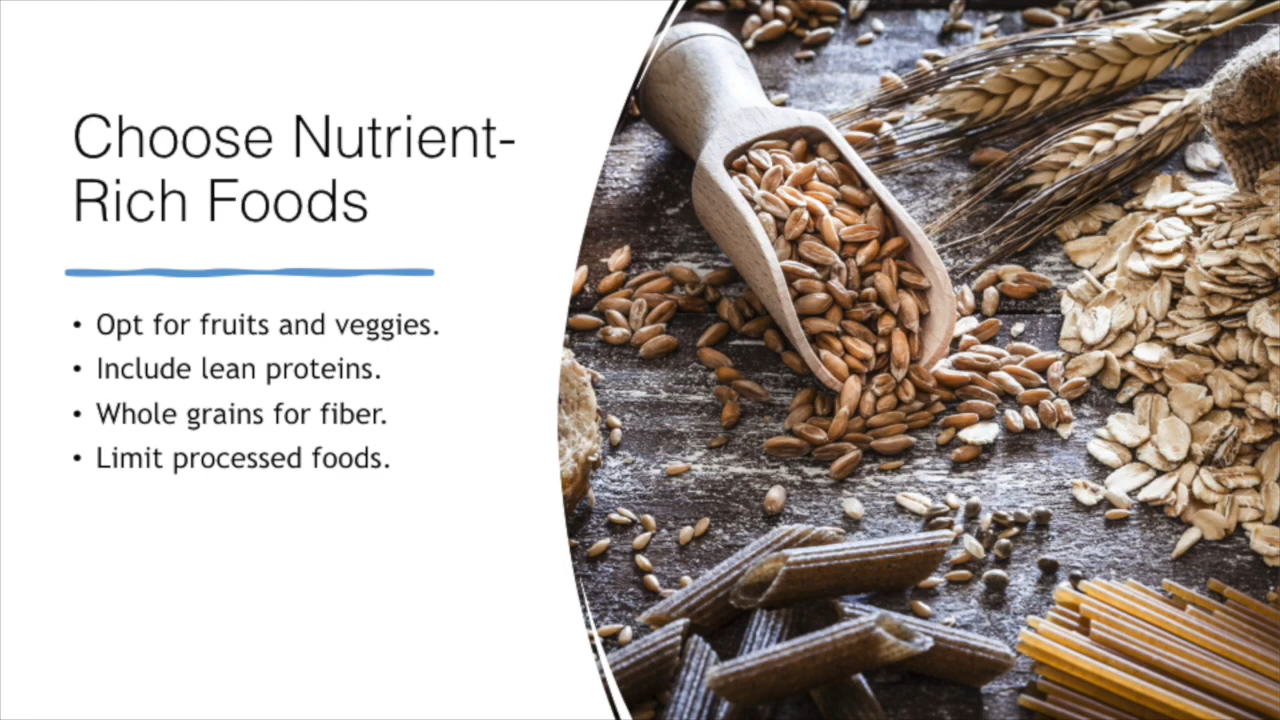 Choose Nutrient-
Rich Foods
• Opt for fruits and veggies.
• Include lean proteins.
• Whole grains for fiber.
• Limit processed foods.